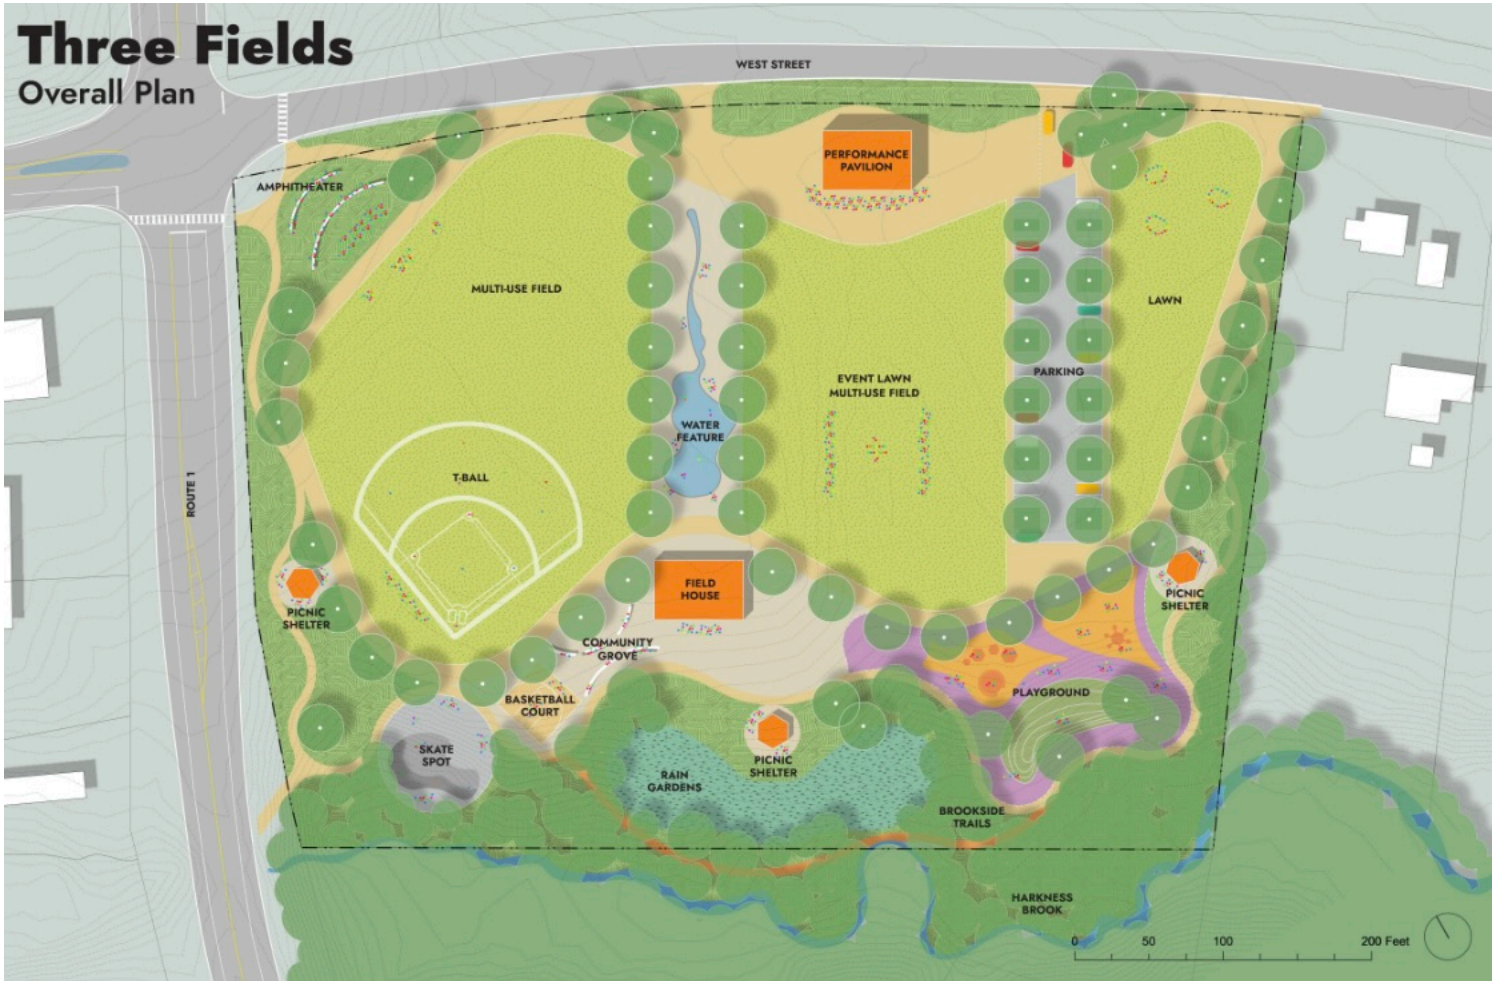 Three Fields
Overall Plan
WEST STREET
PERFORMANCE
PAVILION
AMPHITHEATER
MULTI-USE FIELD
LAWN
EVENT LAWN
MULTI-USE FIELD
PARKING
WATER
FEATURE
T-BALL
ROUTE 1
FIELD
HOUSE
PICNIC
SHELTER
PICNIC
SHELTER
COMMUNITY
GROVE
PLAYGROUND
BASKETBALL
COURT
SKATE
SPOT
PICNIC
SHELTER
RAIN
GARDENS
BROOKSIDE
TRAILS
HARKNESS
BROOK
0 50 100 200 Feet